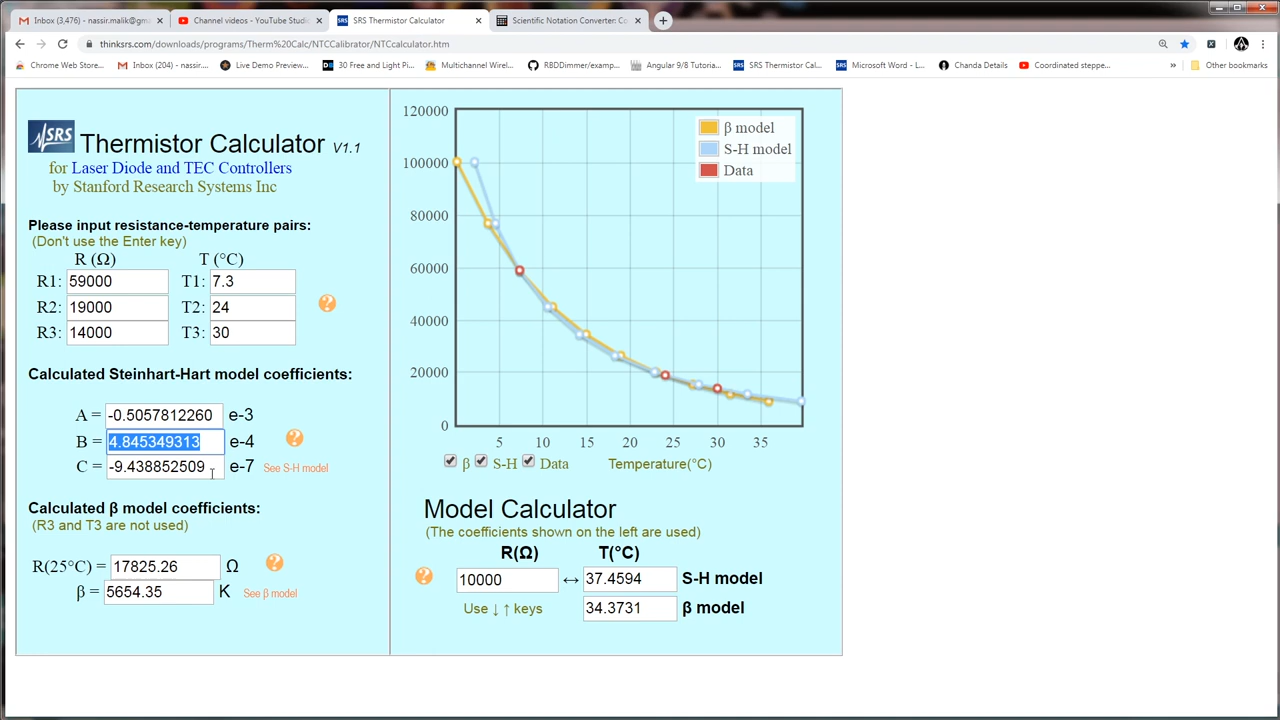 Inbox (3,476) - nassir.malik@gm
Channel videos - YouTube Studi
SRS Thermistor Calculator
Scientific Notation Converter: Co
thinksrs.com/downloads/programs/Therm%20Calc/NTCCalibrator/NTCcalculator.htm
Chrome Web Store...
Inbox (204) - nassir....
Live Demo Preview...
30 Free and Light Pi...
Multichannel Wirel...
RBDDimmer/examp...
Angular 9/8 Tutoria...
SRS Thermistor Cal...
Microsoft Word - L...
Chanda Details
Coordinated steppe...
»
Other bookmarks
SRS
Thermistor Calculator V1.1
for Laser Diode and TEC Controllers
by Stanford Research Systems Inc
Please input resistance-temperature pairs:
(Don't use the Enter key)
R (Ω) T (°C)
R1: 59000 T1: 7.3
R2: 19000 T2: 24
?
R3: 14000 T3: 30
Calculated Steinhart-Hart model coefficients:
A = -0.5057812260 e-3
B = 4.845349313 e-4 ?
C = -9.438852509 e-7 See S-H model
Calculated β model coefficients:
(R3 and T3 are not used)
R(25°C) = 17825.26 Ω ?
β = 5654.35 K See β model
120000
100000
80000
60000
40000
20000
0
β model
S-H model
Data
5 10 15 20 25 30 35
β S-H Data Temperature(°C)
Model Calculator
(The coefficients shown on the left are used)
R(Ω) T(°C)
? 10000 ↔ 37.4594 S-H model
Use ↓ ↑ keys 34.3731 β model